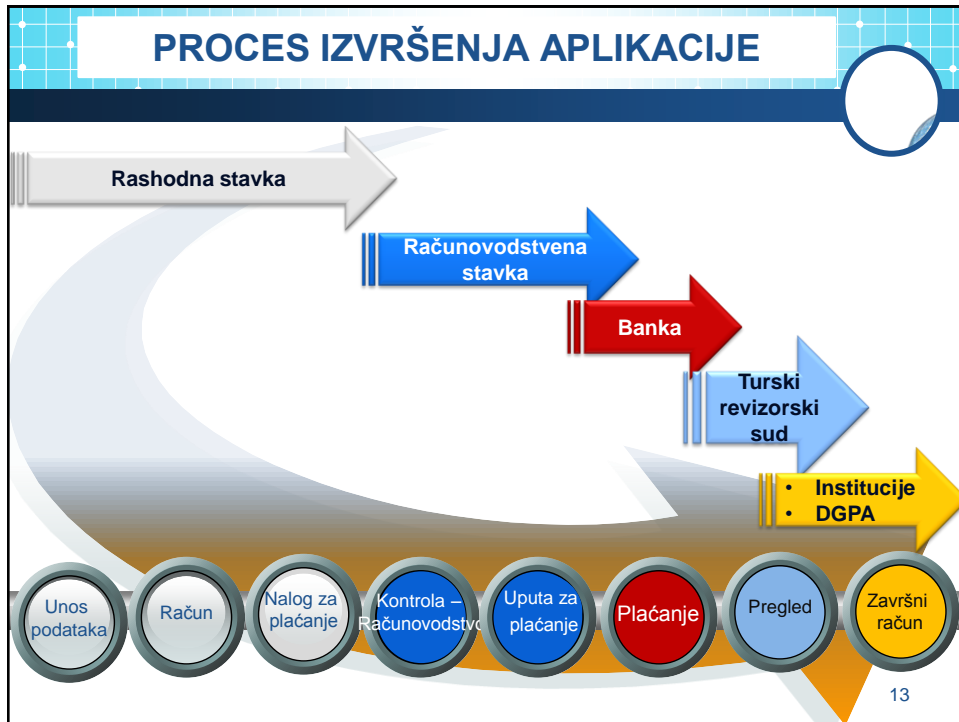 PROCES IZVRŠENJA APLIKACIJE
Rashodna stavka
Računovodstvena
stavka
Banka
Turski
revizorski
sud
• Institucije
• DGPA
Unos
podataka
Račun
Nalog za
plaćanje
Kontrola –
Računovodstvo
Uputa za
plaćanje
Plaćanje
Pregled
Završni
račun
13